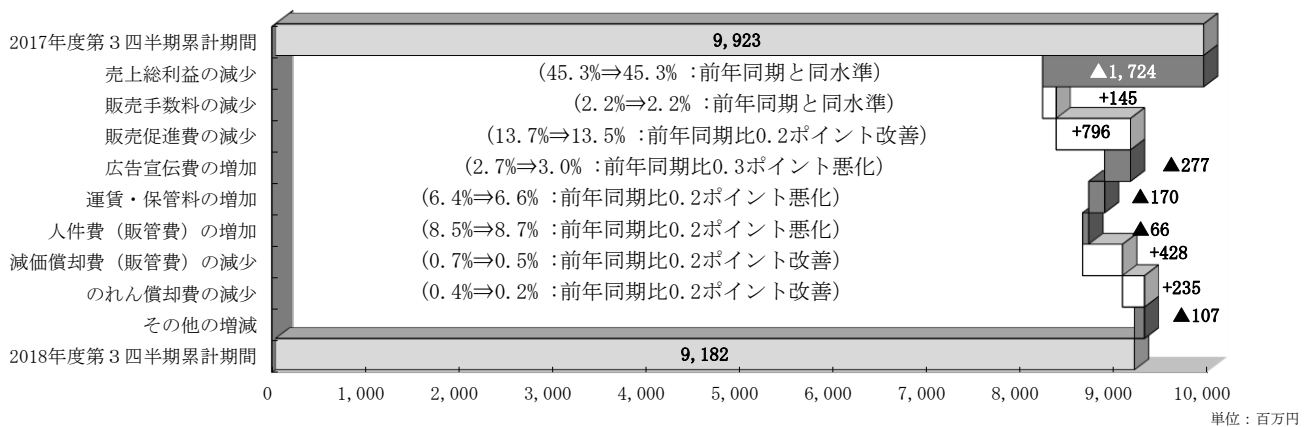 2017年度第３四半期累計期間 9,923
売上総利益の減少 (45.3%⇒45.3% :前年同期と同水準) ▲1,724
販売手数料の減少 (2.2%⇒2.2% :前年同期と同水準) +145
販売促進費の減少 (13.7%⇒13.5% :前年同期比0.2ポイント改善) +796
広告宣伝費の増加 (2.7%⇒3.0% :前年同期比0.3ポイント悪化) ▲277
運賃・保管料の増加 (6.4%⇒6.6% :前年同期比0.2ポイント悪化) ▲170
人件費（販管費）の増加 (8.5%⇒8.7% :前年同期比0.2ポイント悪化) ▲66
減価償却費（販管費）の減少 (0.7%⇒0.5% :前年同期比0.2ポイント改善) +428
のれん償却費の減少 (0.4%⇒0.2% :前年同期比0.2ポイント改善) +235
その他の増減 ▲107
2018年度第３四半期累計期間 9,182
0 1,000 2,000 3,000 4,000 5,000 6,000 7,000 8,000 9,000 10,000
単位：百万円